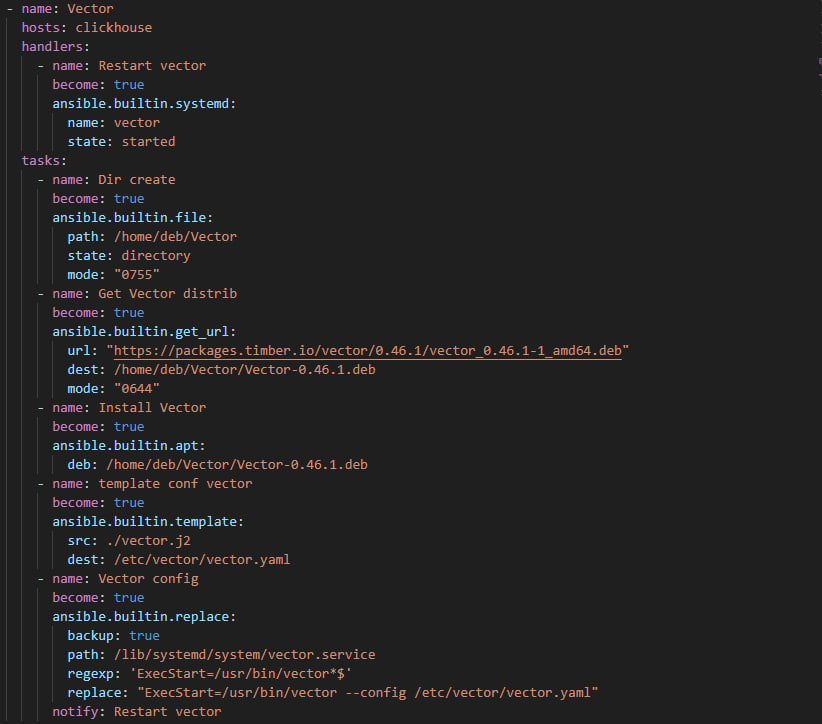 - name: Vector
  hosts: clickhouse
  handlers:
    - name: Restart vector
      become: true
      ansible.builtin.systemd:
        name: vector
        state: started
  tasks:
    - name: Dir create
      become: true
      ansible.builtin.file:
        path: /home/deb/Vector
        state: directory
        mode: "0755"
    - name: Get Vector distrib
      become: true
      ansible.builtin.get_url:
        url: "https://packages.timber.io/vector/0.46.1/vector_0.46.1-1_amd64.deb"
        dest: /home/deb/Vector/Vector-0.46.1.deb
        mode: "0644"
    - name: Install Vector
      become: true
      ansible.builtin.apt:
        deb: /home/deb/Vector/Vector-0.46.1.deb
    - name: template conf vector
      become: true
      ansible.builtin.template:
        src: ./vector.j2
        dest: /etc/vector/vector.yaml
    - name: Vector config
      become: true
      ansible.builtin.replace:
        backup: true
        path: /lib/systemd/system/vector.service
        regexp: 'ExecStart=/usr/bin/vector*$'
        replace: "ExecStart=/usr/bin/vector --config /etc/vector/vector.yaml"
      notify: Restart vector